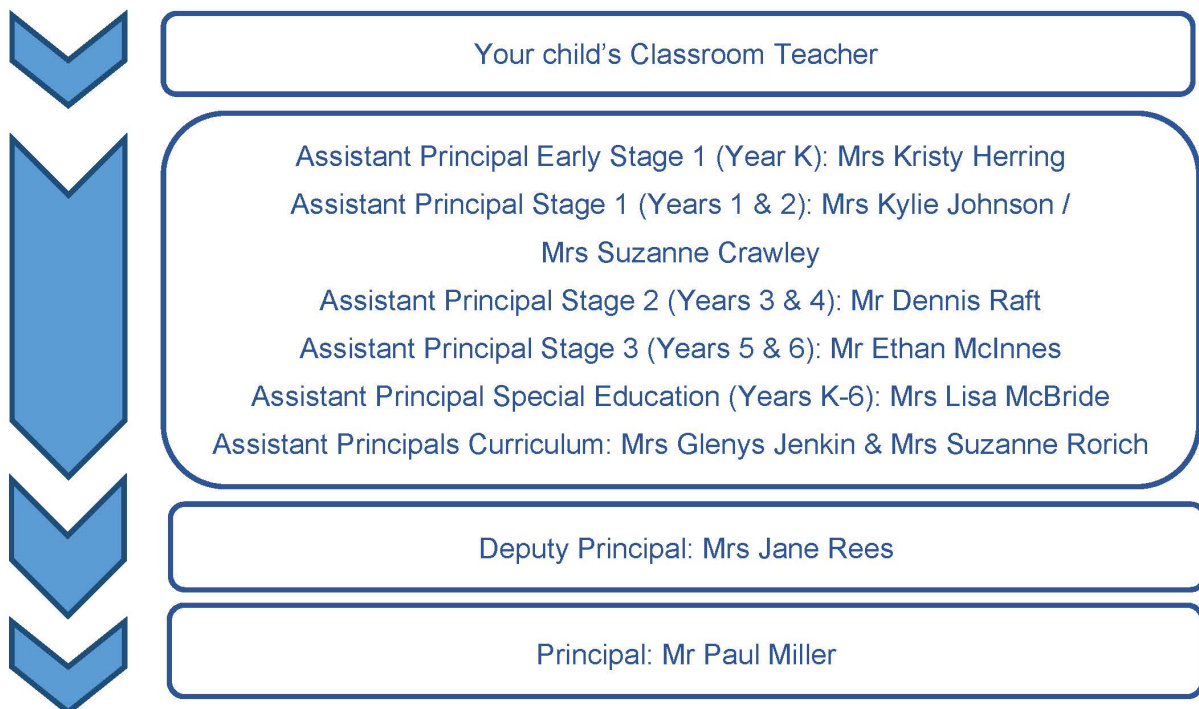 Your child’s Classroom Teacher
Assistant Principal Early Stage 1 (Year K): Mrs Kristy Herring
Assistant Principal Stage 1 (Years 1 & 2): Mrs Kylie Johnson /
Mrs Suzanne Crawley
Assistant Principal Stage 2 (Years 3 & 4): Mr Dennis Raft
Assistant Principal Stage 3 (Years 5 & 6): Mr Ethan McInnes
Assistant Principal Special Education (Years K-6): Mrs Lisa McBride
Assistant Principals Curriculum: Mrs Glenys Jenkin & Mrs Suzanne Rorich
Deputy Principal: Mrs Jane Rees
Principal: Mr Paul Miller